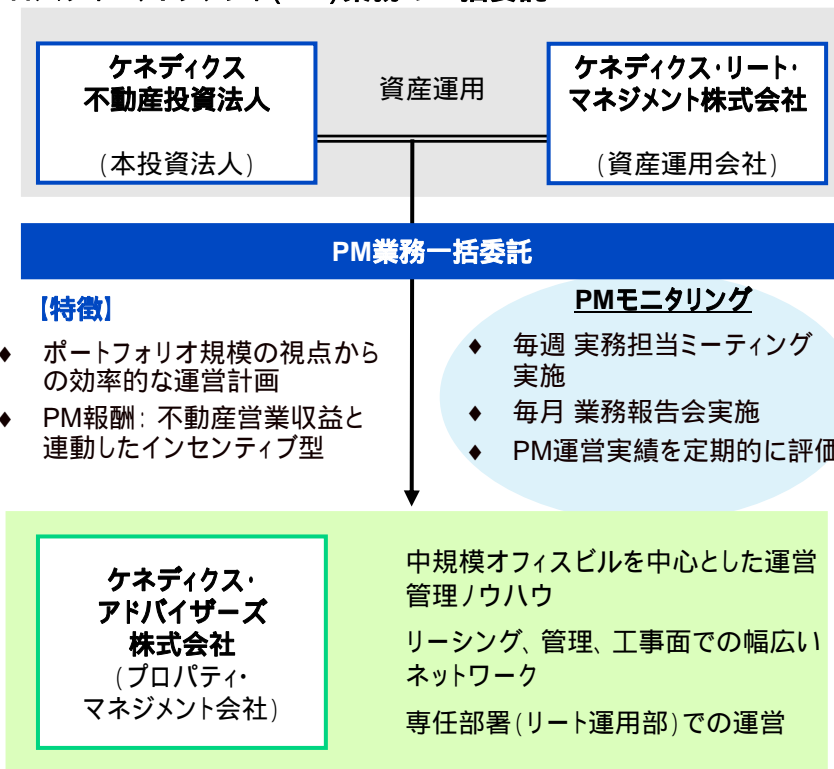 ケネディクス
不動産投資法人
(本投資法人)
資産運用
ケネディクス・リート・
マネジメント株式会社
(資産運用会社)
PM業務一括委託
【特徴】
♦ ポートフォリオ規模の視点から
の効率的な運営計画
♦ PM報酬: 不動産営業収益と
連動したインセンティブ型
PMモニタリング
♦ 毎週 実務担当ミーティング
実施
♦ 毎月 業務報告会実施
♦ PM運営実績を定期的に評価
ケネディクス・
アドバイザーズ
株式会社
(プロパティ・
マネジメント会社)
中規模オフィスビルを中心とした運営
管理ノウハウ
リーシング、管理、工事面での幅広い
ネットワーク
専任部署(リート運用部)での運営